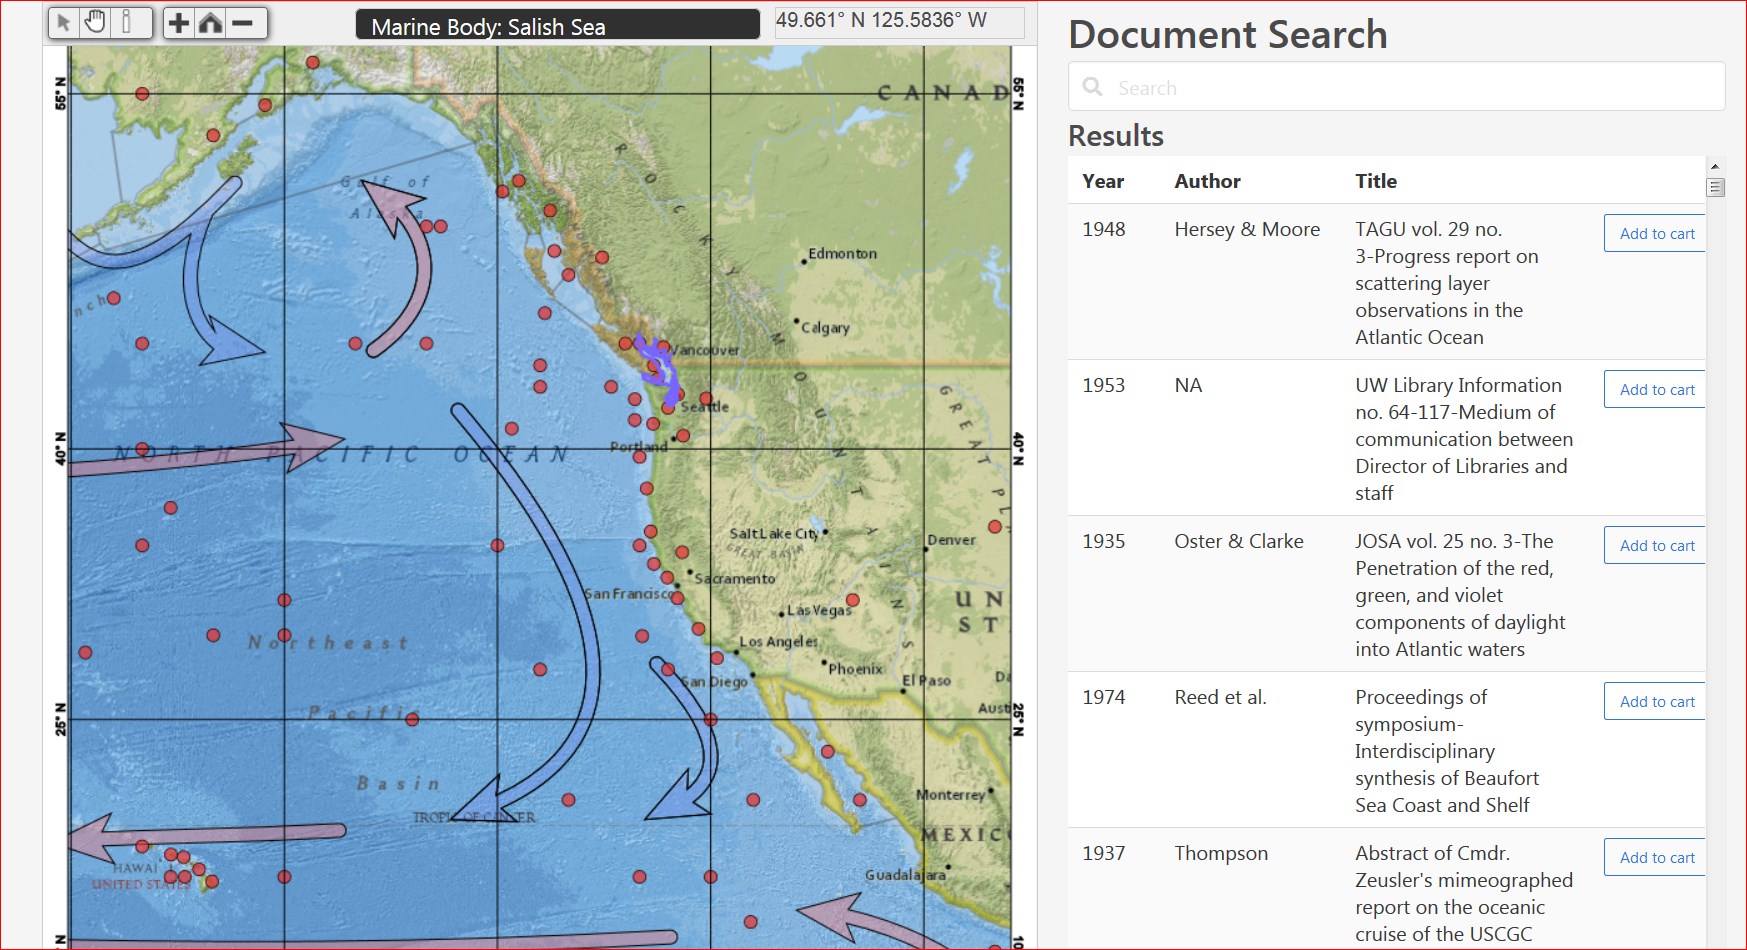 Marine Body: Salish Sea
49.661° N 125.5836° W
55° N
55° N
CANAD
Gulf of
Alaska
ROCKY MOUNTAINS
Edmonton
Calgary
Vancouver
GREAT PL
Seattle
Portland
40° N
NORTH PACIFIC OCEAN
40° N
Salt Lake City
GREAT BASIN
Denver
Sacramento
San Francisco
Las Vegas
UN
ST
Los Angeles
Northeast
Phoenix
San Diego
El Paso
Da
Aust
25° N
Pacific
25° N
Basin
Monterrey
TROPIC OF CANCER
MEXIC
HAWAI
UNITED STATES
Guadalajara
N
10
Document Search
Search
Results
Year Author Title
1948 Hersey & Moore TAGU vol. 29 no. Add to cart
3-Progress report on
scattering layer
observations in the
Atlantic Ocean
1953 NA UW Library Information Add to cart
no. 64-117-Medium of
communication between
Director of Libraries and
staff
1935 Oster & Clarke JOSA vol. 25 no. 3-The Add to cart
Penetration of the red,
green, and violet
components of daylight
into Atlantic waters
1974 Reed et al. Proceedings of Add to cart
symposium-
Interdisciplinary
synthesis of Beaufort
Sea Coast and Shelf
1937 Thompson Abstract of Cmdr. Add to cart
Zeusler's mimeographed
report on the oceanic
cruise of the USCGC